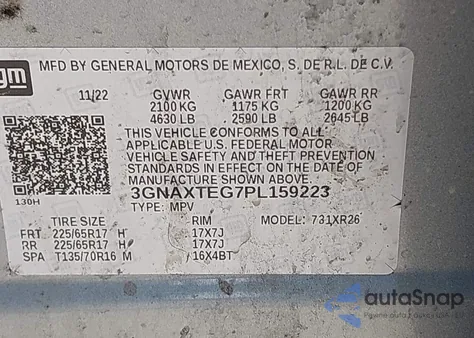 gm
MFD BY GENERAL MOTORS DE MEXICO, S. DE R.L. DE C.V.
11/22 GVWR GAWR FRT GAWR RR
2100 KG 1175 KG 1200 KG
4630 LB 2590 LB 2645 LB
THIS VEHICLE CONFORMS TO ALL
APPLICABLE U.S. FEDERAL MOTOR
VEHICLE SAFETY AND THEFT PREVENTION
STANDARDS IN EFFECT ON THE DATE OF
MANUFACTURE SHOWN ABOVE.
3GNAXTEG7PL159223
130H TYPE: MPV
TIRE SIZE RIM 731XR26
FRT 225/65R17 H 17X7J
RR 225/65R17 H 17X7J
SPA T135/70R16 M 16X4BT
autoSnap